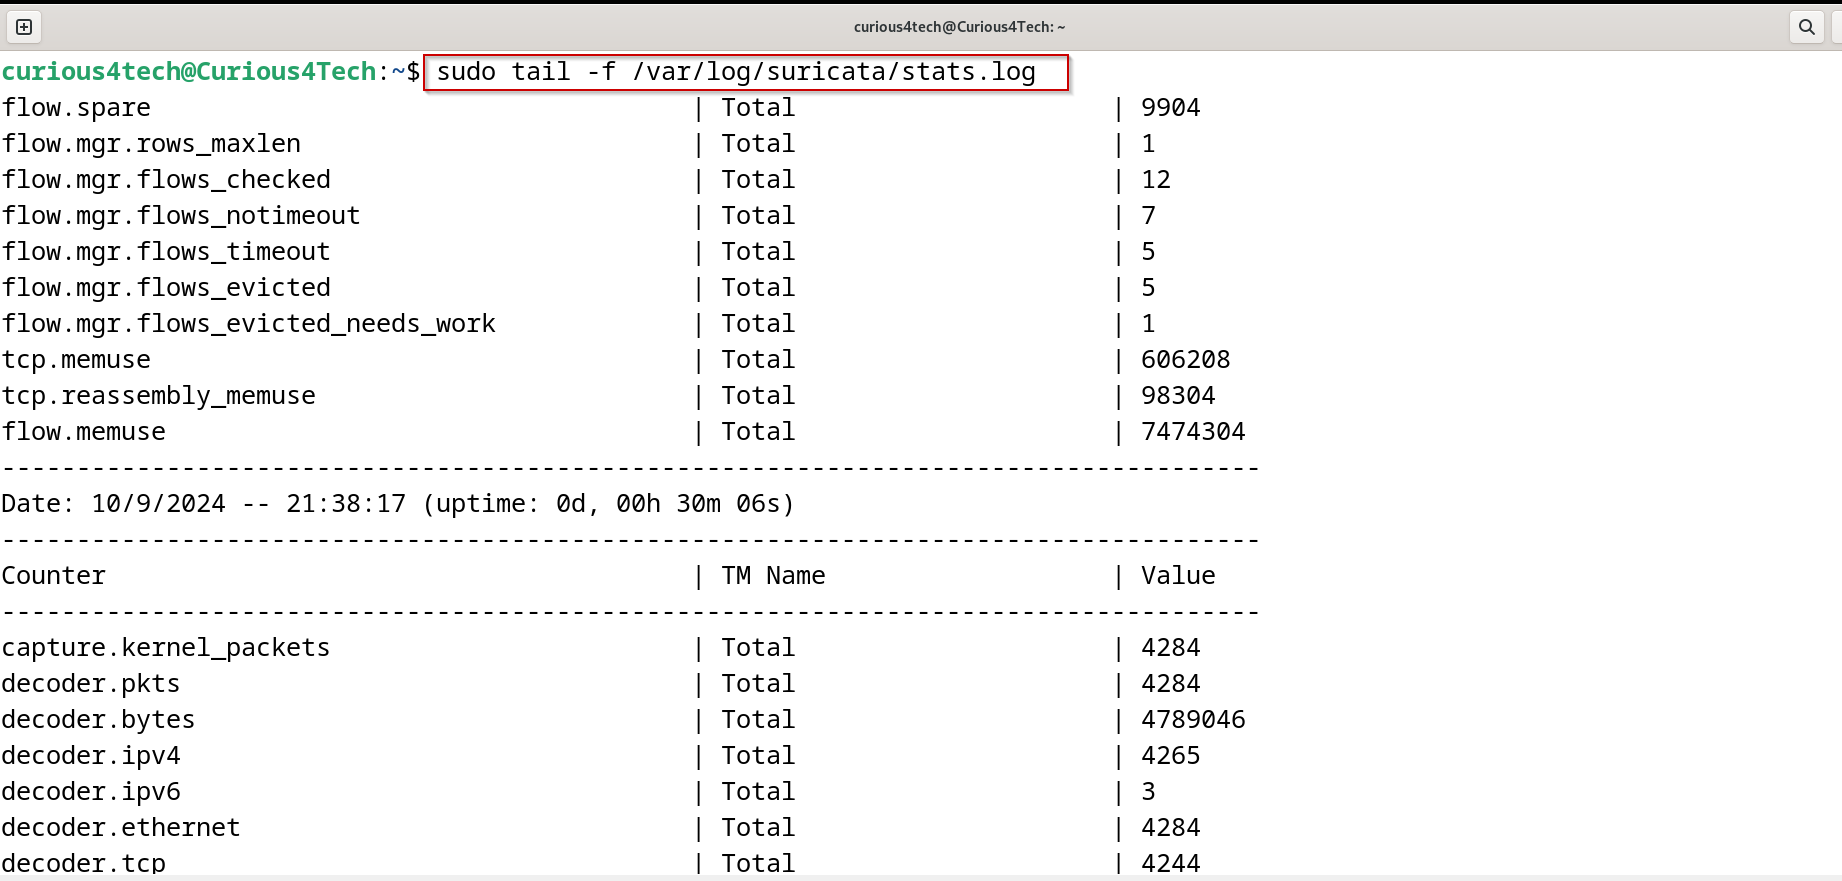 curious4tech@Curious4Tech: ~
curious4tech@Curious4Tech:~$ sudo tail -f /var/log/suricata/stats.log
flow.spare | Total | 9904
flow.mgr.rows_maxlen | Total | 1
flow.mgr.flows_checked | Total | 12
flow.mgr.flows_notimeout | Total | 7
flow.mgr.flows_timeout | Total | 5
flow.mgr.flows_evicted | Total | 5
flow.mgr.flows_evicted_needs_work | Total | 1
tcp.memuse | Total | 606208
tcp.reassembly_memuse | Total | 98304
flow.memuse | Total | 7474304
------------------------------------------------------------------------------------
Date: 10/9/2024 -- 21:38:17 (uptime: 0d, 00h 30m 06s)
------------------------------------------------------------------------------------
Counter | TM Name | Value
------------------------------------------------------------------------------------
capture.kernel_packets | Total | 4284
decoder.pkts | Total | 4284
decoder.bytes | Total | 4789046
decoder.ipv4 | Total | 4265
decoder.ipv6 | Total | 3
decoder.ethernet | Total | 4284
decoder.tcp | Total | 4244